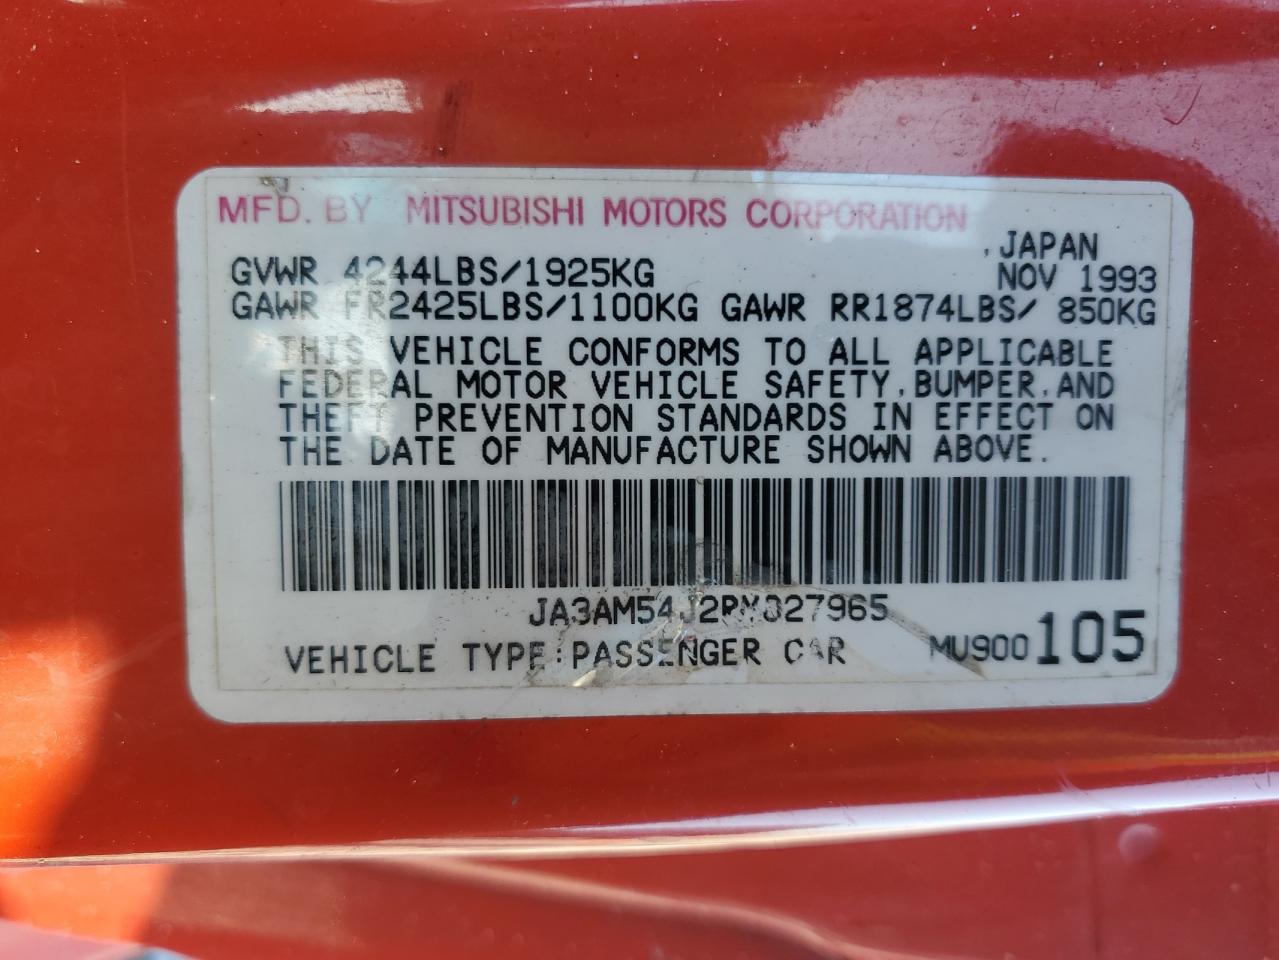 MFD. BY MITSUBISHI MOTORS CORPORATION
JAPAN
GVWR 4244LBS/1925KG NOV 1993
GAWR FR2425LBS/1100KG GAWR RR1874LBS/ 850KG
THIS VEHICLE CONFORMS TO ALL APPLICABLE
FEDERAL MOTOR VEHICLE SAFETY,BUMPER,AND
THEFT PREVENTION STANDARDS IN EFFECT ON
THE DATE OF MANUFACTURE SHOWN ABOVE.
JA3AM54J2RY027965
VEHICLE TYPE:PASSENGER CAR MU900105